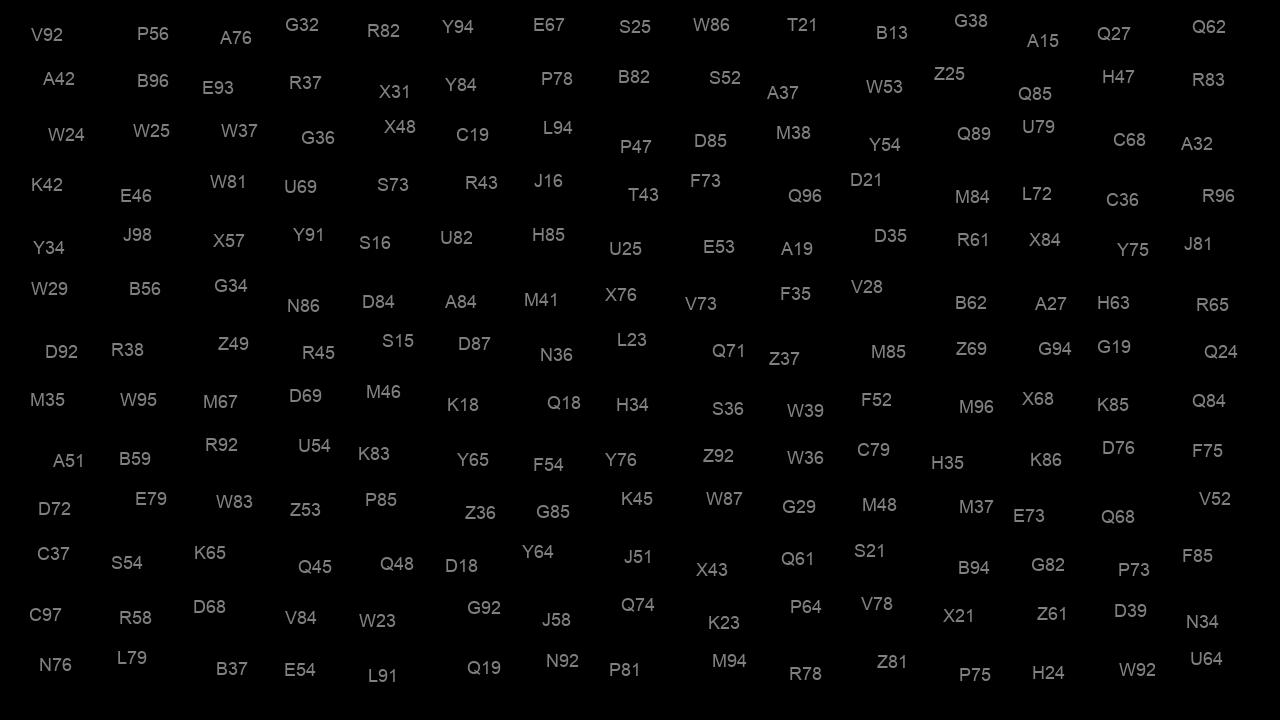 V92 P56 A76 G32 R82 Y94 E67 S25 W86 T21 B13 G38 A15 Q27 Q62
A42 B96 E93 R37 X31 Y84 P78 B82 S52 A37 W53 Z25 Q85 H47 R83
W24 W25 W37 G36 X48 C19 L94 P47 D85 M38 Y54 Q89 U79 C68 A32
K42 E46 W81 U69 S73 R43 J16 T43 F73 Q96 D21 M84 L72 C36 R96
Y34 J98 X57 Y91 S16 U82 H85 U25 E53 A19 D35 R61 X84 Y75 J81
W29 B56 G34 N86 D84 A84 M41 X76 V73 F35 V28 B62 A27 H63 R65
D92 R38 Z49 R45 S15 D87 N36 L23 Q71 Z37 M85 Z69 G94 G19 Q24
M35 W95 M67 D69 M46 K18 Q18 H34 S36 W39 F52 M96 X68 K85 Q84
A51 B59 R92 U54 K83 Y65 F54 Y76 Z92 W36 C79 H35 K86 D76 F75
D72 E79 W83 Z53 P85 Z36 G85 K45 W87 G29 M48 M37 E73 Q68 V52
C37 S54 K65 Q45 Q48 D18 Y64 J51 X43 Q61 S21 B94 G82 P73 F85
C97 R58 D68 V84 W23 G92 J58 Q74 K23 P64 V78 X21 Z61 D39 N34
N76 L79 B37 E54 L91 Q19 N92 P81 M94 R78 Z81 P75 H24 W92 U64